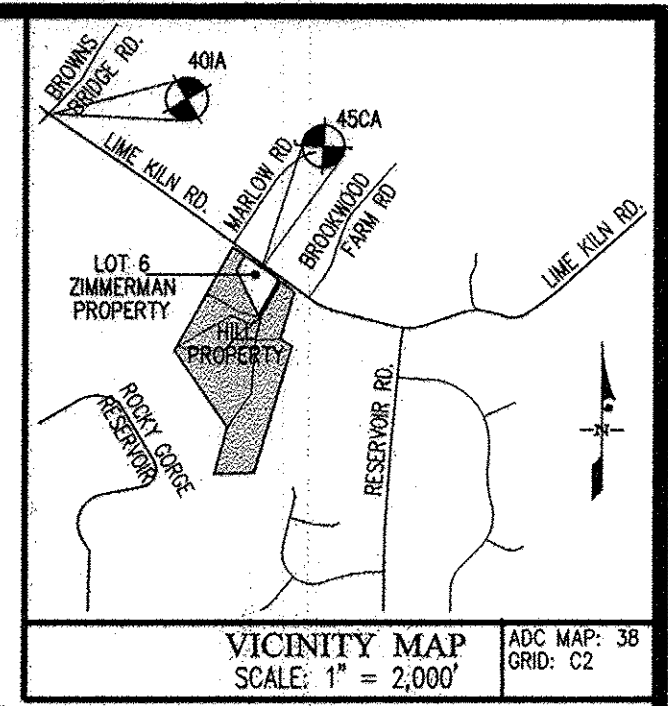 BROWNS
BRIDGE RD.
401A
45CA
LIME KILN RD.
MARLOW RD.
BROOKWOOD
FARM RD
LOT 6
ZIMMERMAN
PROPERTY
LIME KILN RD.
HILL
PROPERTY
ROCKY GORGE
RESERVOIR
RESERVOIR RD.
-N-
VICINITY MAP
SCALE: 1" = 2,000'
ADC MAP: 38
GRID: C2